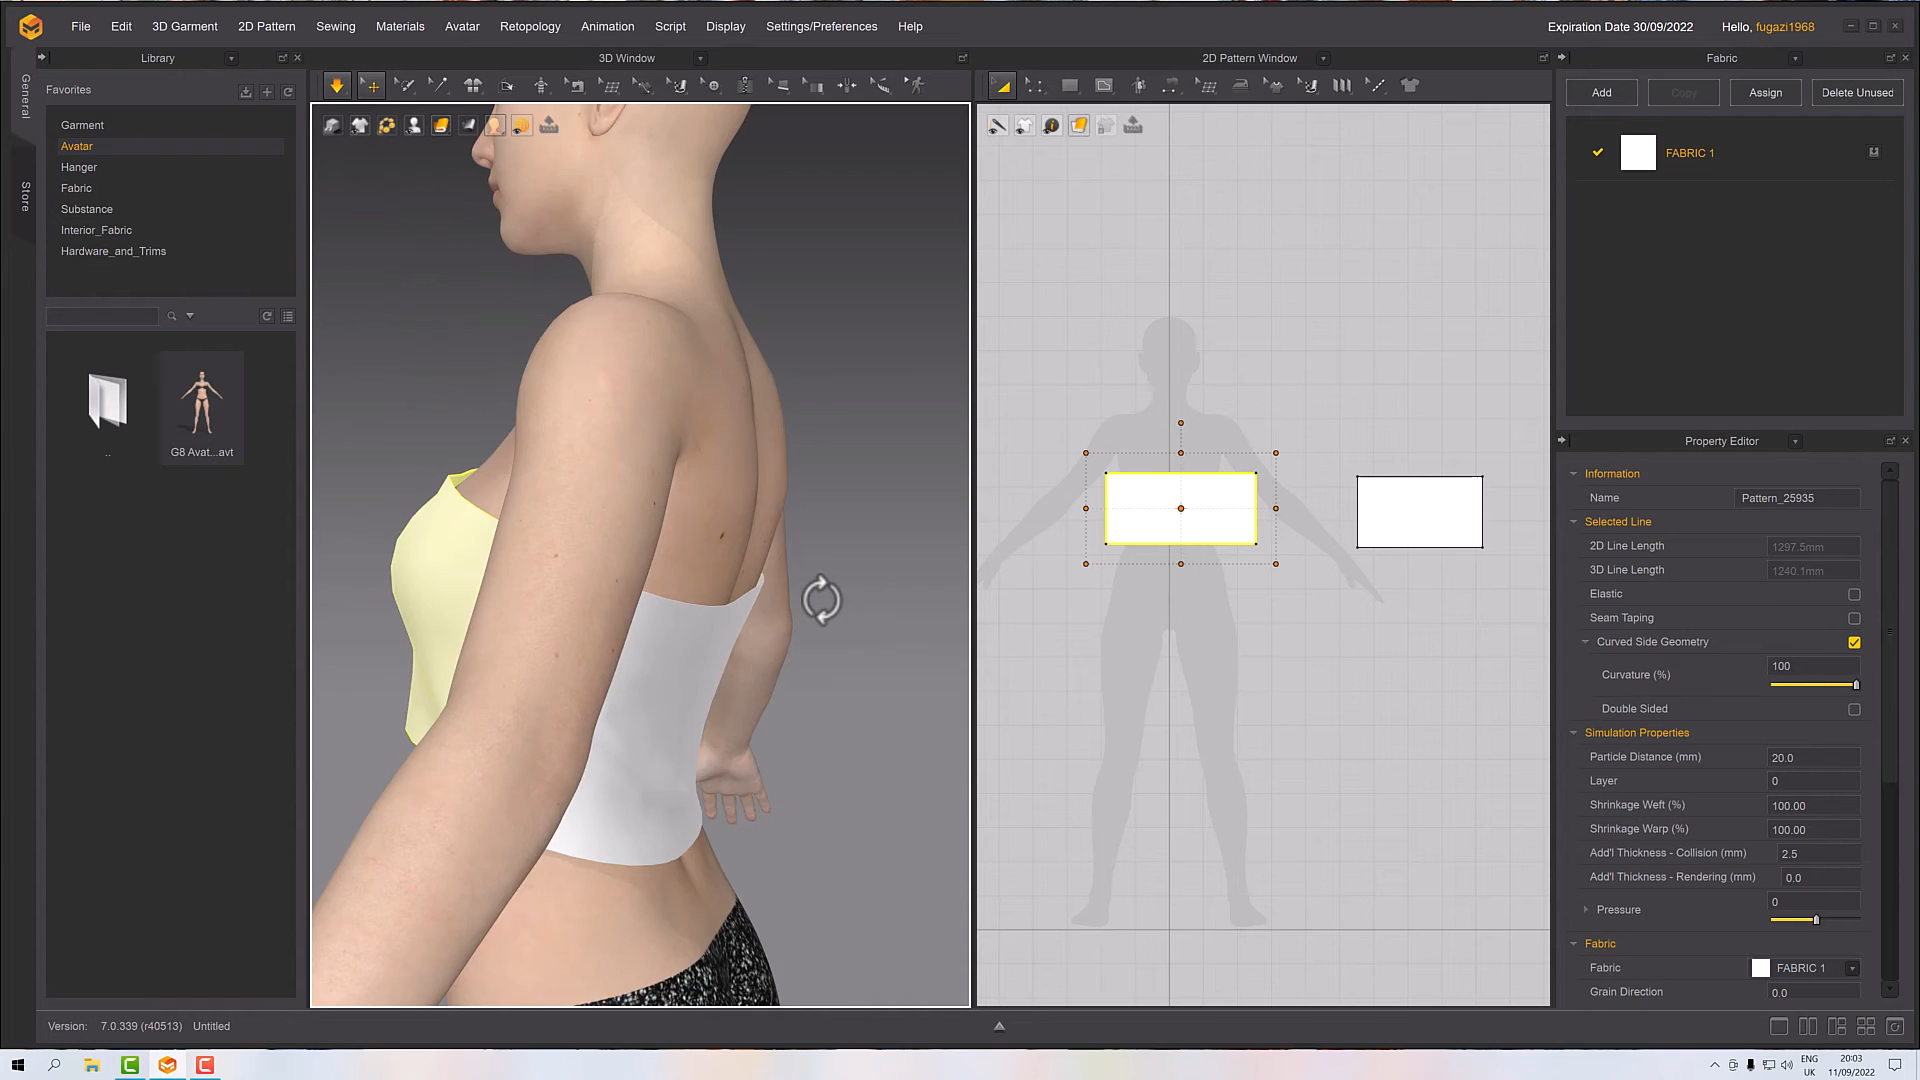 File Edit 3D Garment 2D Pattern Sewing Materials Avatar Retopology Animation Script Display Settings/Preferences Help Expiration Date 30/09/2022 Hello, fugazi1968
Library 3D Window 2D Pattern Window Fabric
General
Store
Favorites
Garment
Avatar
Hanger
Fabric
Substance
Interior_Fabric
Hardware_and_Trims
..
G8 Avat...avt
Add Copy Assign Delete Unused
FABRIC 1
Property Editor
Information
Name Pattern_25935
Selected Line
2D Line Length 1297.5mm
3D Line Length 1240.1mm
Elastic
Seam Taping
Curved Side Geometry
Curvature (%) 100
Double Sided
Simulation Properties
Particle Distance (mm) 20.0
Layer 0
Shrinkage Weft (%) 100.00
Shrinkage Warp (%) 100.00
Add'l Thickness - Collision (mm) 2.5
Add'l Thickness - Rendering (mm) 0.0
Pressure 0
Fabric
Fabric FABRIC 1
Grain Direction 0.0
Version: 7.0.339 (r40513) Untitled
ENG
UK
20:03
11/09/2022